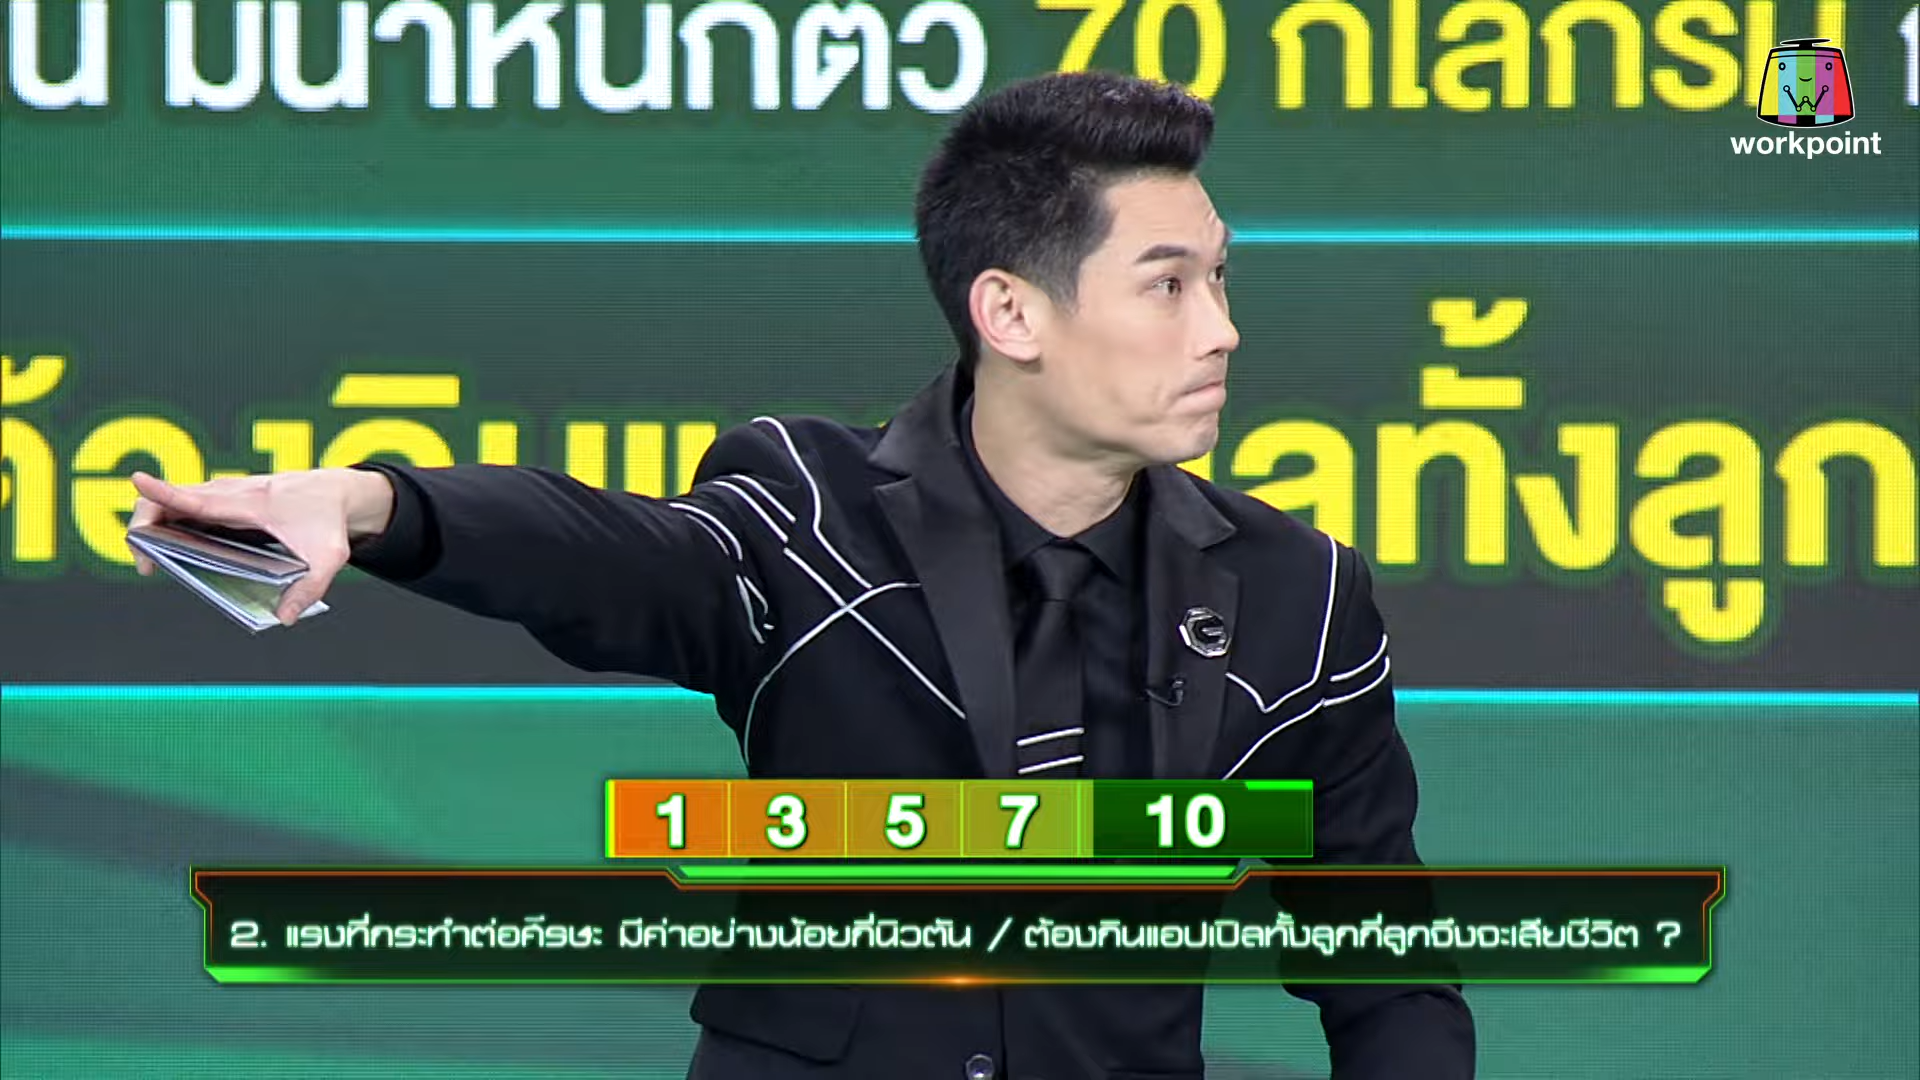 น มีน้ำหนักตัว 70 กิโลกรัม
workpoint
ทั้งลูก
1 3 5 7 10
2. แรงที่กระทำต่อศีรษะ มีค่าอย่างน้อยกี่นิวตัน / ต้องกินแอปเปิลทั้งลูกกี่ลูกถึงจะเสียชีวิต ?